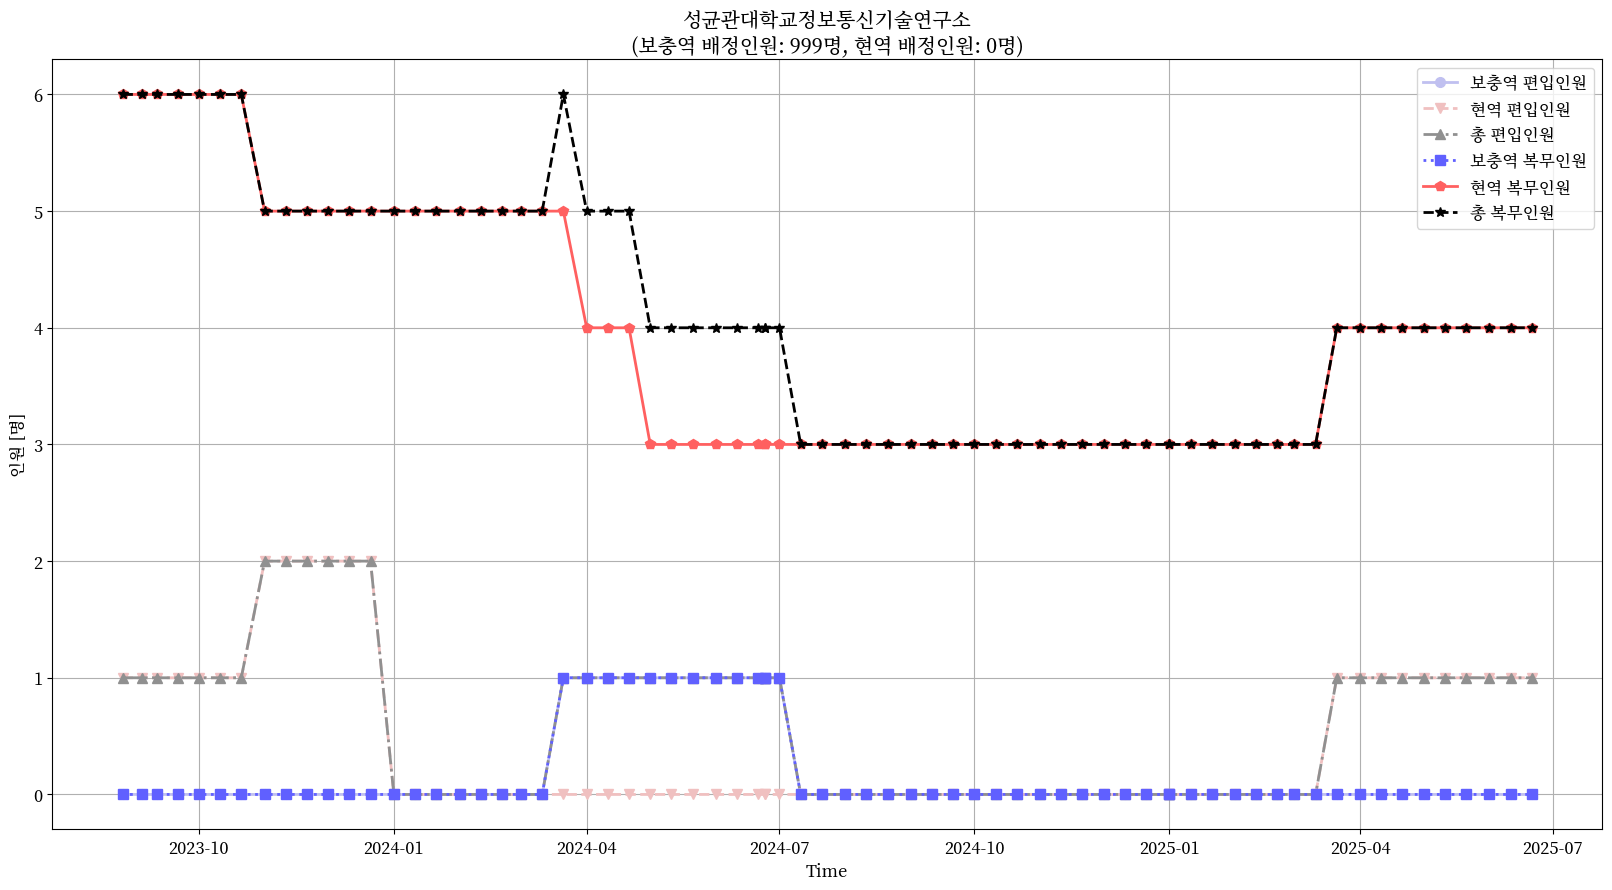 성균관대학교정보통신기술연구소
(보충역 배정인원: 999명, 현역 배정인원: 0명)
보충역 편입인원
현역 편입인원
총 편입인원
보충역 복무인원
현역 복무인원
총 복무인원
인원 [명]
6
5
4
3
2
1
0
2023-10
2024-01
2024-04
2024-07
2024-10
2025-01
2025-04
2025-07
Time